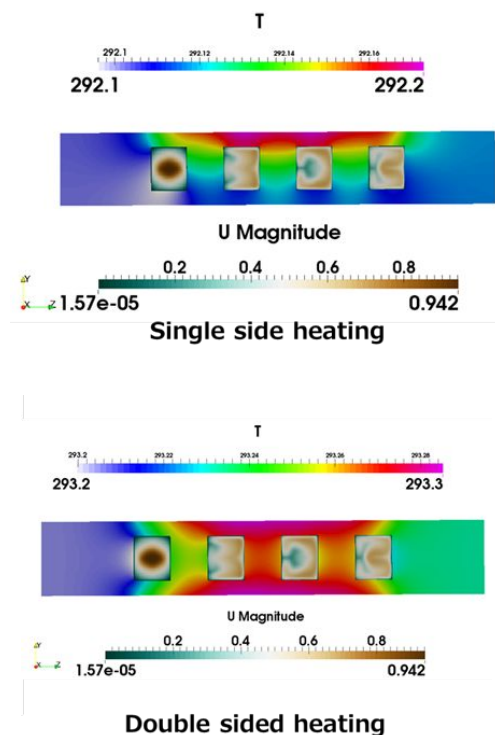 T
292.1 292.12 292.14 292.16
292.1 292.2
U Magnitude
0.2 0.4 0.6 0.8
1.57e-05 0.942
Y
X Z
Single side heating
T
293.2 293.22 293.24 293.26 293.28
293.2 293.3
U Magnitude
0.2 0.4 0.6 0.8
1.57e-05 0.942
Y
X Z
Double sided heating